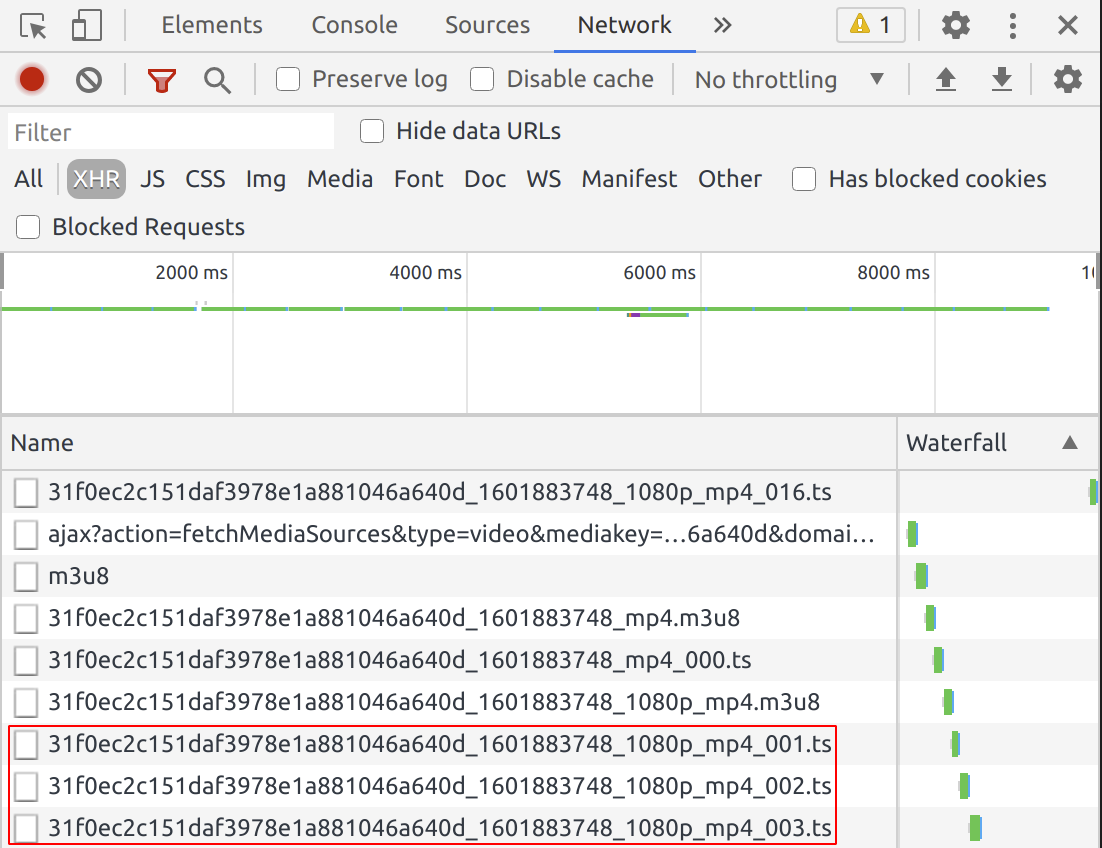 Elements Console Sources Network » 1
Preserve log Disable cache No throttling
Filter Hide data URLs
All XHR JS CSS Img Media Font Doc WS Manifest Other Has blocked cookies
Blocked Requests
2000 ms 4000 ms 6000 ms 8000 ms
Name Waterfall
31f0ec2c151daf3978e1a881046a640d_1601883748_1080p_mp4_016.ts
ajax?action=fetchMediaSources&type=video&mediakey=…6a640d&domai…
m3u8
31f0ec2c151daf3978e1a881046a640d_1601883748_mp4.m3u8
31f0ec2c151daf3978e1a881046a640d_1601883748_mp4_000.ts
31f0ec2c151daf3978e1a881046a640d_1601883748_1080p_mp4.m3u8
31f0ec2c151daf3978e1a881046a640d_1601883748_1080p_mp4_001.ts
31f0ec2c151daf3978e1a881046a640d_1601883748_1080p_mp4_002.ts
31f0ec2c151daf3978e1a881046a640d_1601883748_1080p_mp4_003.ts